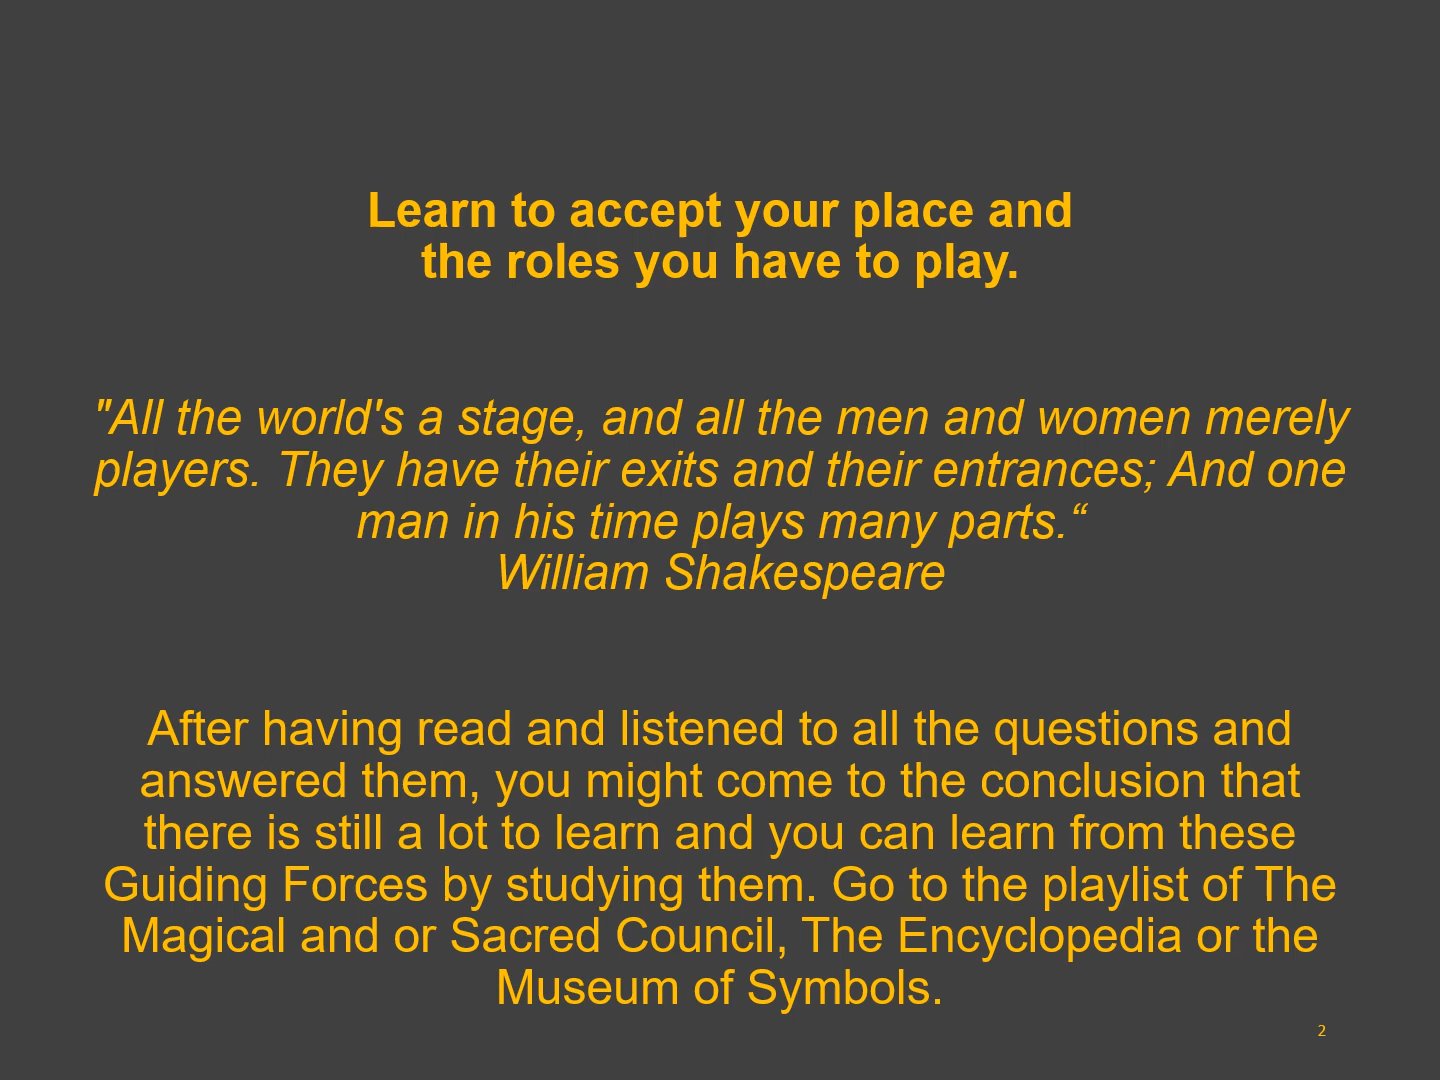 Learn to accept your place and
the roles you have to play.
"All the world's a stage, and all the men and women merely
players. They have their exits and their entrances; And one
man in his time plays many parts.“
William Shakespeare
After having read and listened to all the questions and
answered them, you might come to the conclusion that
there is still a lot to learn and you can learn from these
Guiding Forces by studying them. Go to the playlist of The
Magical and or Sacred Council, The Encyclopedia or the
Museum of Symbols.
2